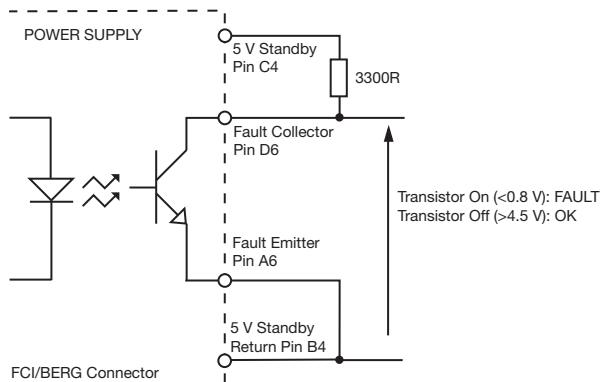 POWER SUPPLY
5 V Standby
Pin C4
3300R
Fault Collector
Pin D6
Transistor On (<0.8 V): FAULT
Transistor Off (>4.5 V): OK
Fault Emitter
Pin A6
5 V Standby
Return Pin B4
FCI/BERG Connector